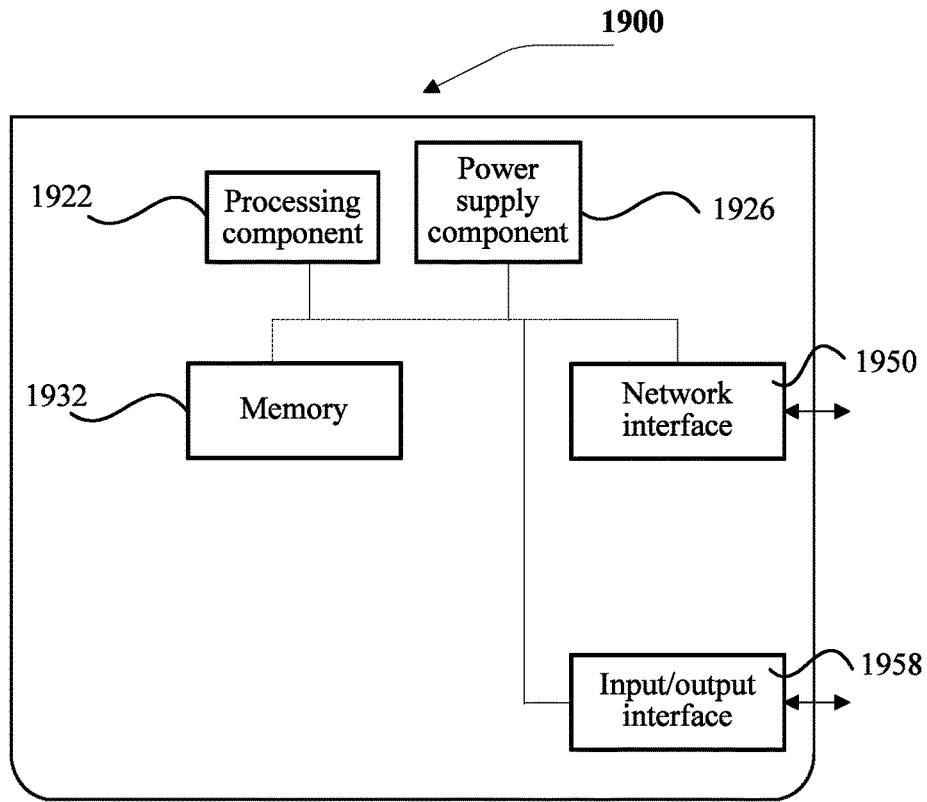 1900
1922
Processing
component
Power
supply
component
1926
1932
Memory
Network
interface
1950
Input/output
interface
1958